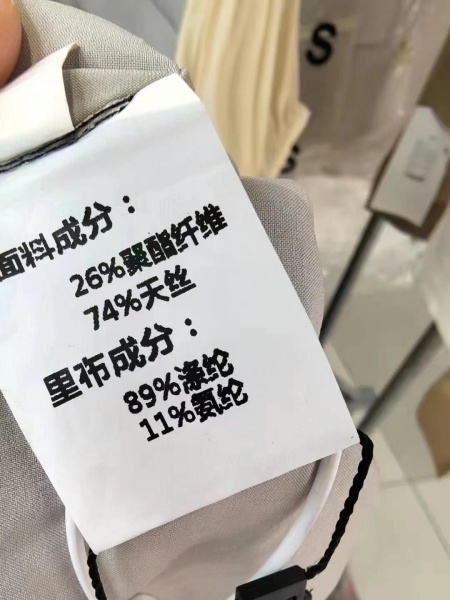 面料成分：
26%聚酯纤维
74%天丝
里布成分：
89%涤纶
11%氨纶
S
S